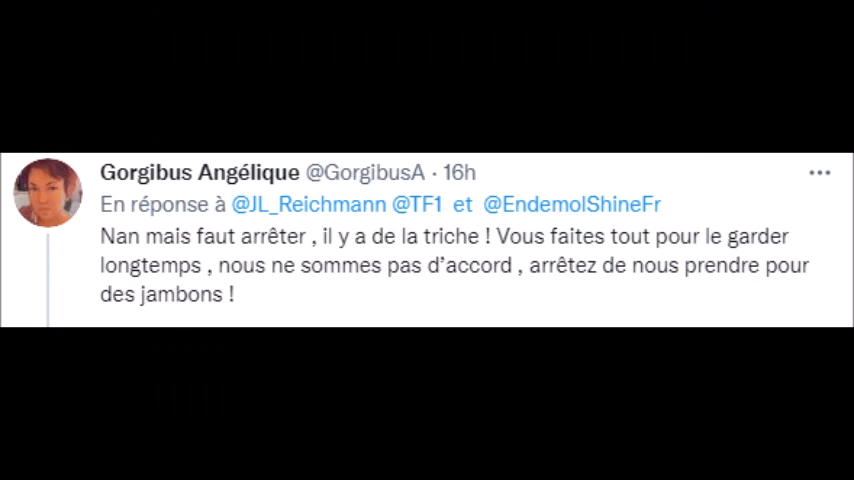 Gorgibus Angélique @GorgibusA · 16h
En réponse à @JL_Reichmann @TF1 et @EndemolShineFr
Nan mais faut arrêter , il y a de la triche ! Vous faites tout pour le garder
longtemps , nous ne sommes pas d’accord , arrêtez de nous prendre pour
des jambons !